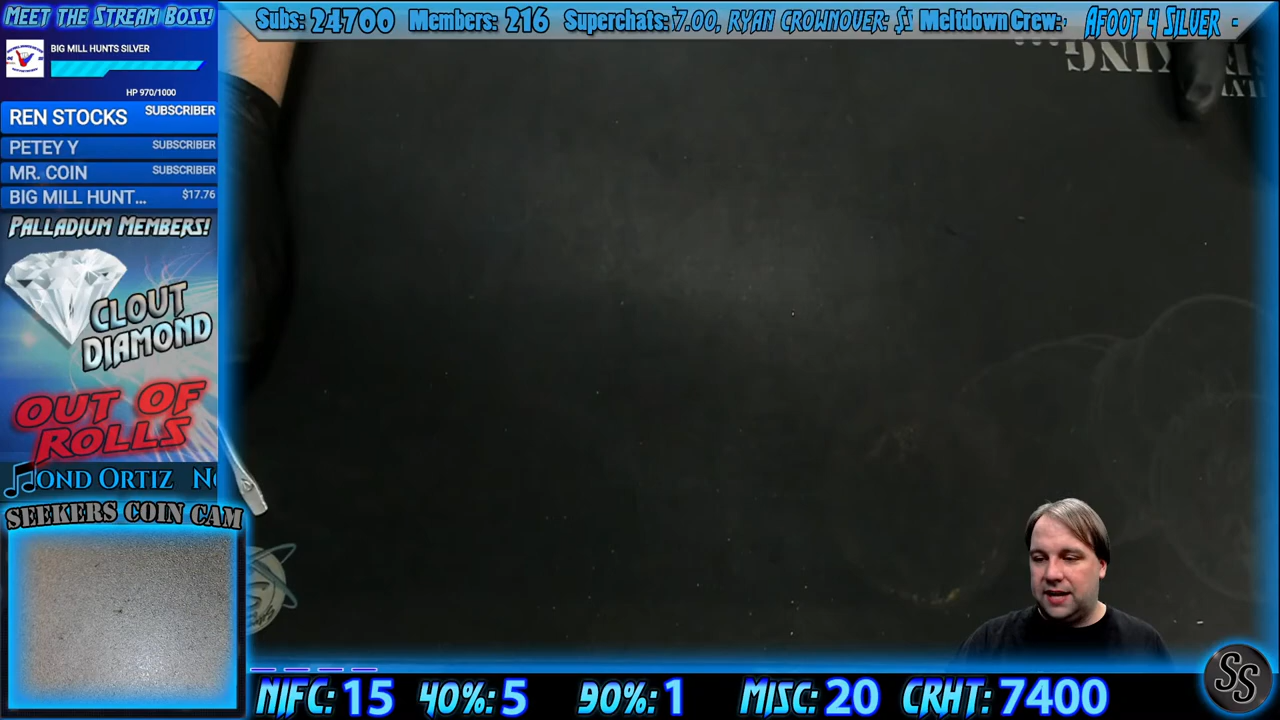 MEET THE STREAM BOSS!
Subs: 24700 Members: 216 Superchats: 7.00, RYAN CROWNOVER: $ Meltdown Crew: AFOOT 4 SILVER -
BIG MILL HUNTS SILVER
HP 970/1000
REN STOCKS SUBSCRIBER
PETEY Y SUBSCRIBER
MR. COIN SUBSCRIBER
BIG MILL HUNT... $17.76
PALLADIUM MEMBERS!
CLOUT
DIAMOND
OUT OF
ROLLS
OND ORTIZ
SEEKERS COIN CAM
NIFC: 15 40%: 5 90%: 1 MISC: 20 CRHT: 7400
SS